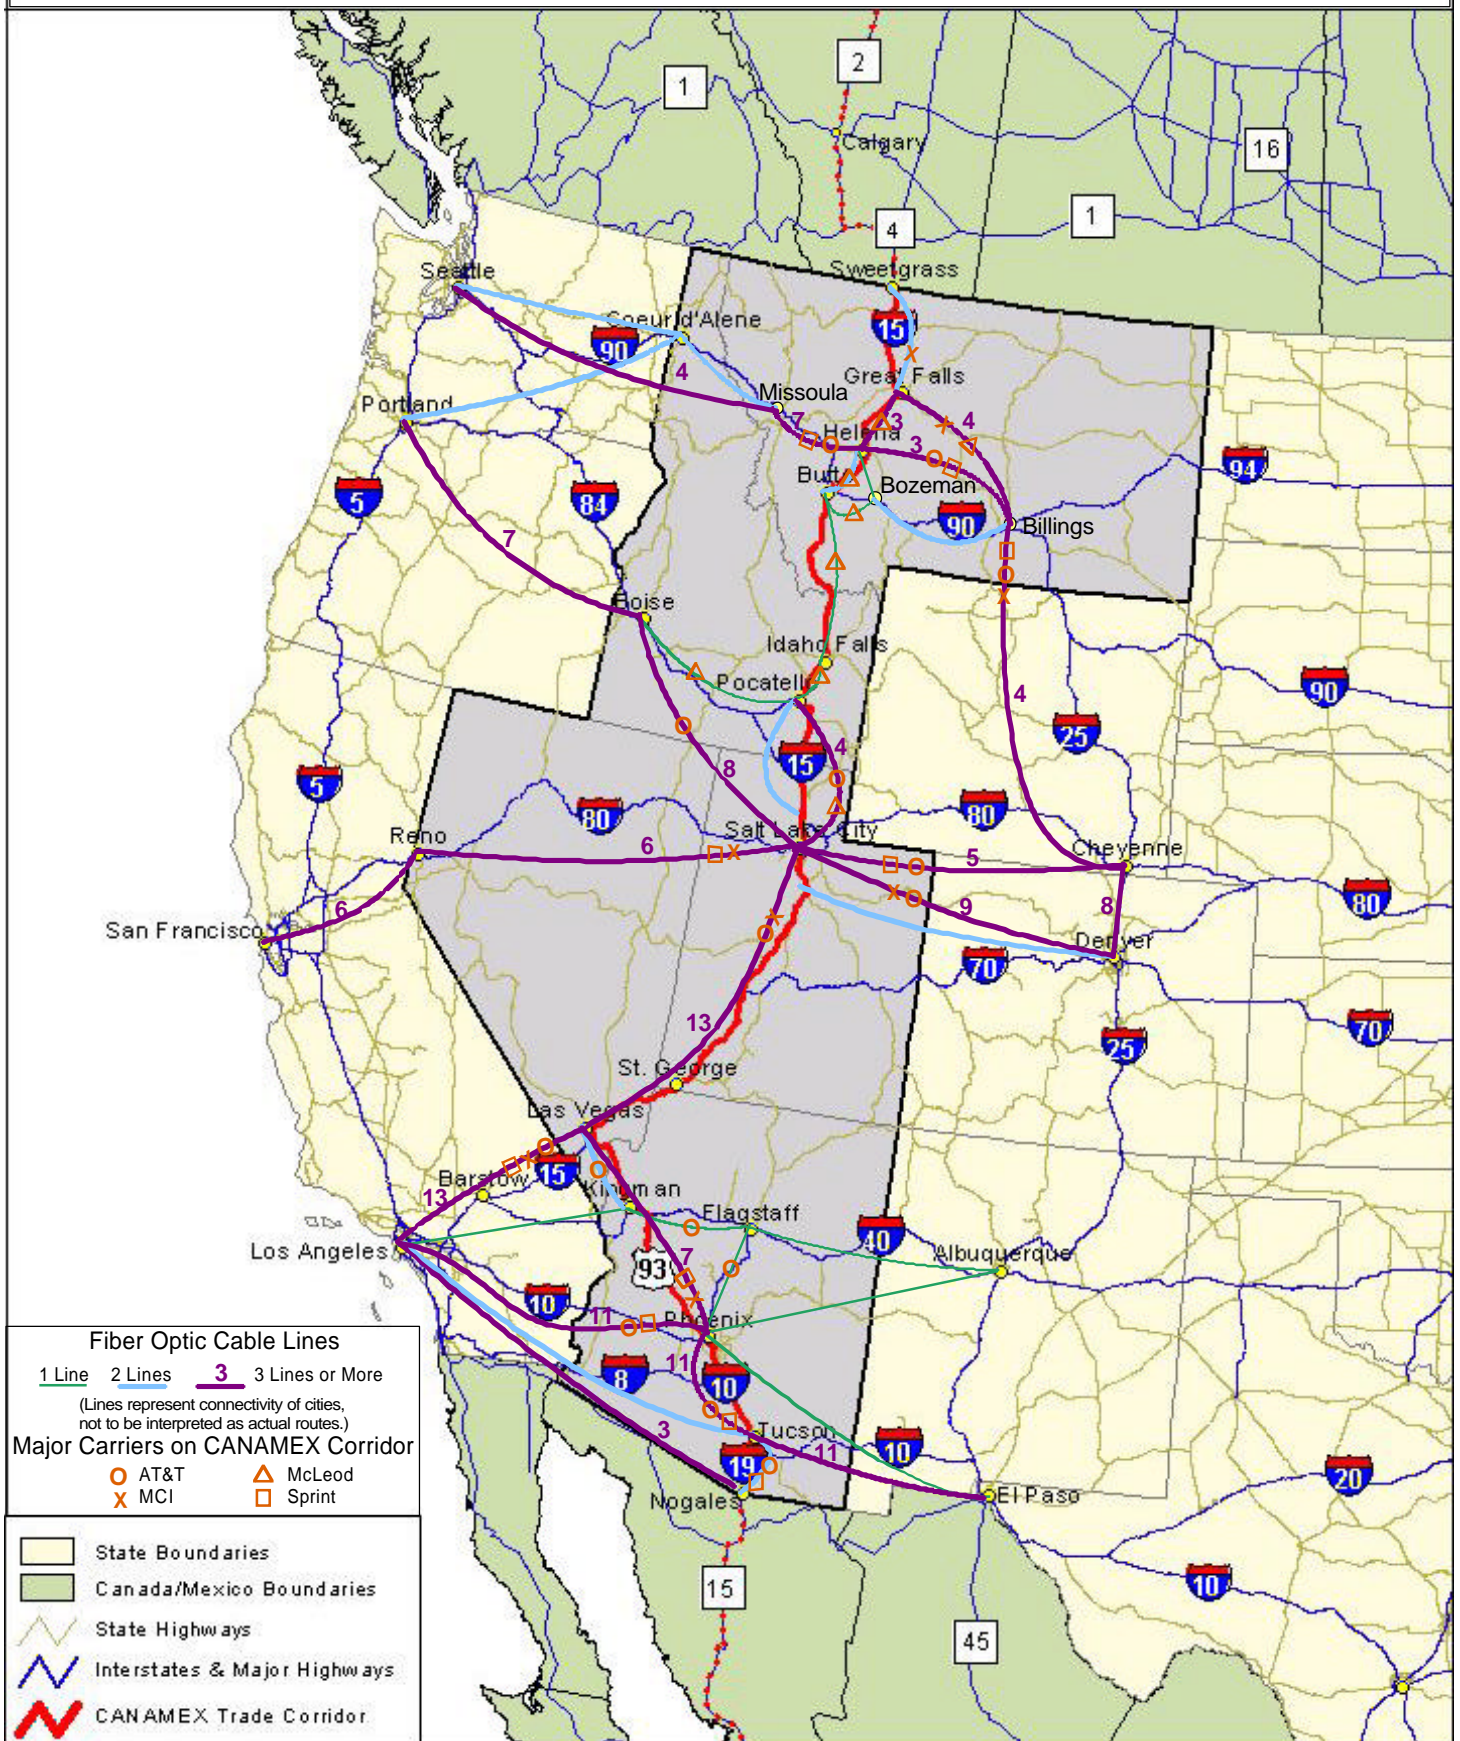 2
1
Calgary
16
1
4
Sweetgrass
Seattle
Coeur d'Alene
15
90
Great Falls
4
Missoula
Portland
7
3
4
Helena
3
94
Butte
Bozeman
5
84
90
Billings
7
Boise
Idaho Falls
Pocatello
90
4
25
4
15
8
5
80
80
Salt Lake City
Reno
6
5
Cheyenne
6
9
8
80
San Francisco
Denver
70
13
70
25
St. George
Las Vegas
15
Barstow
Kingman
13
Flagstaff
40
Los Angeles
Albuquerque
7
93
10
11
Phoenix
11
8
10
3
Tucson
11
10
19
20
Nogales
El Paso
10
15
45
Fiber Optic Cable Lines
1 Line 2 Lines 3 3 Lines or More
(Lines represent connectivity of cities,
not to be interpreted as actual routes.)
Major Carriers on CANAMEX Corridor
O AT&T McLeod
X MCI Sprint
State Boundaries
Canada/Mexico Boundaries
State Highways
Interstates & Major Highways
CANAMEX Trade Corridor